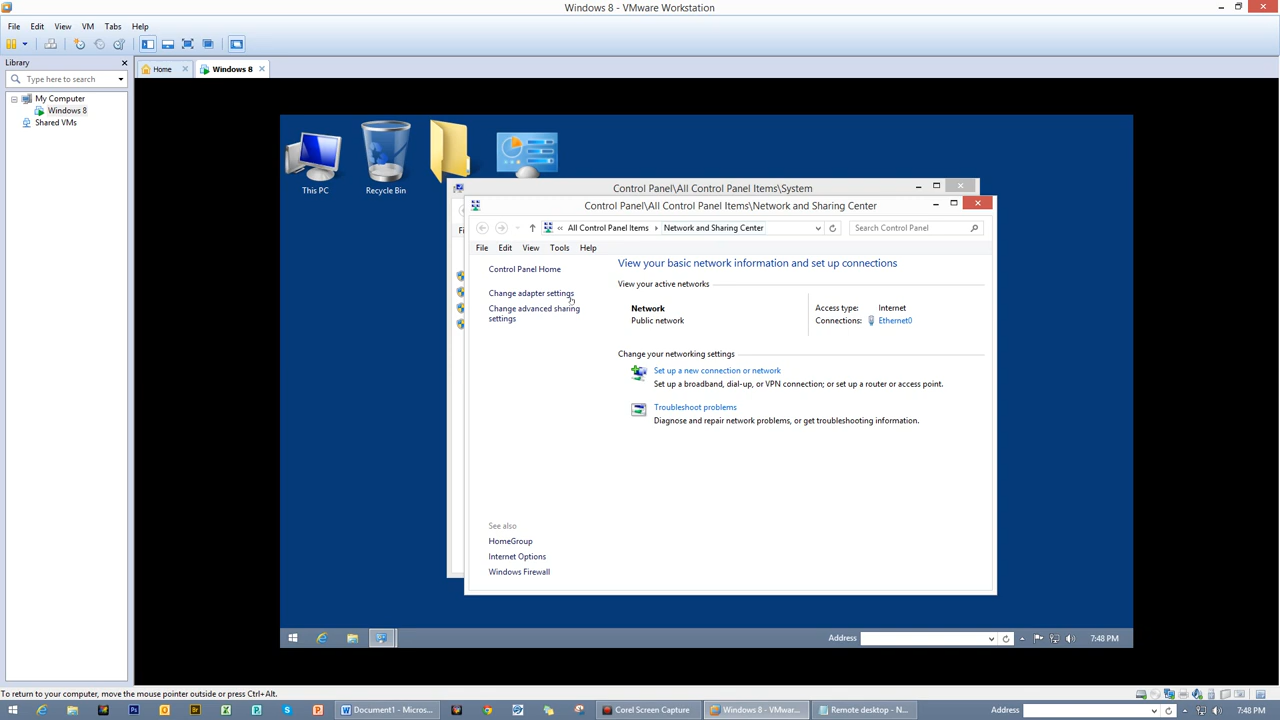 Windows 8 - VMware Workstation
File Edit View VM Tabs Help
Library
Type here to search
My Computer
Windows 8
Shared VMs
Home
Windows 8
This PC
Recycle Bin
Control Panel\All Control Panel Items\System
Control Panel\All Control Panel Items\Network and Sharing Center
« All Control Panel Items Network and Sharing Center
Search Control Panel
File Edit View Tools Help
Control Panel Home
Change adapter settings
Change advanced sharing
settings
View your basic network information and set up connections
View your active networks
Network
Public network
Access type: Internet
Connections: Ethernet0
Change your networking settings
Set up a new connection or network
Set up a broadband, dial-up, or VPN connection; or set up a router or access point.
Troubleshoot problems
Diagnose and repair network problems, or get troubleshooting information.
See also
HomeGroup
Internet Options
Windows Firewall
Address
7:48 PM
To return to your computer, move the mouse pointer outside or press Ctrl+Alt.
Document1 - Micros...
Corel Screen Capture
Windows 8 - VMwar...
Remote desktop - N...
Address
7:48 PM